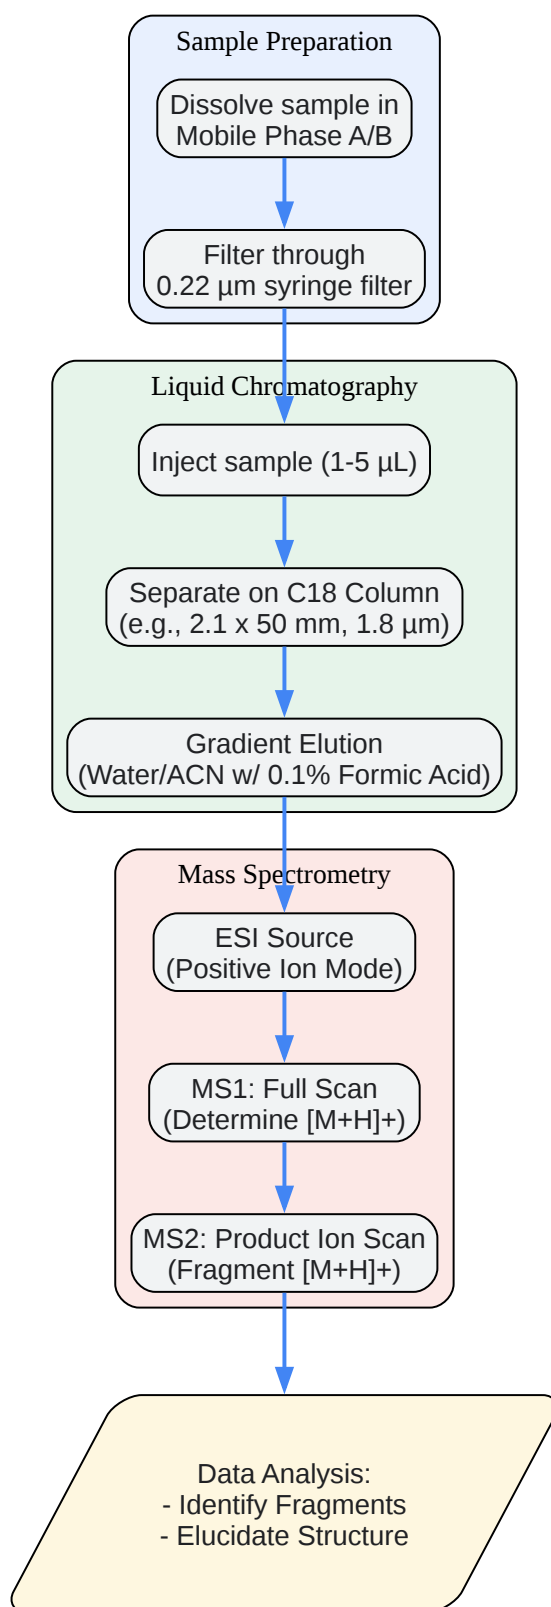 Sample Preparation
Dissolve sample in
Mobile Phase A/B
Filter through
0.22 µm syringe filter
Liquid Chromatography
Inject sample (1-5 µL)
Separate on C18 Column
(e.g., 2.1 x 50 mm, 1.8 µm)
Gradient Elution
(Water/ACN w/ 0.1% Formic Acid)
Mass Spectrometry
ESI Source
(Positive Ion Mode)
MS1: Full Scan
(Determine [M+H]+)
MS2: Product Ion Scan
(Fragment [M+H]+)
Data Analysis:
- Identify Fragments
- Elucidate Structure